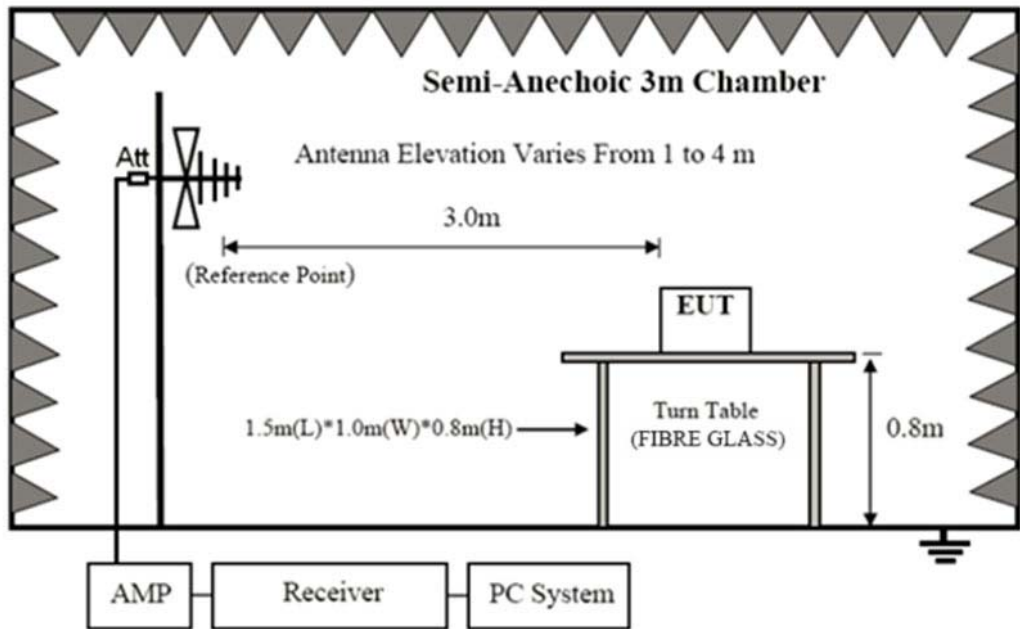 Semi-Anechoic 3m Chamber
Att
Antenna Elevation Varies From 1 to 4 m
3.0m
(Reference Point)
EUT
1.5m(L)*1.0m(W)*0.8m(H)
Turn Table
(FIBRE GLASS)
0.8m
AMP
Receiver
PC System